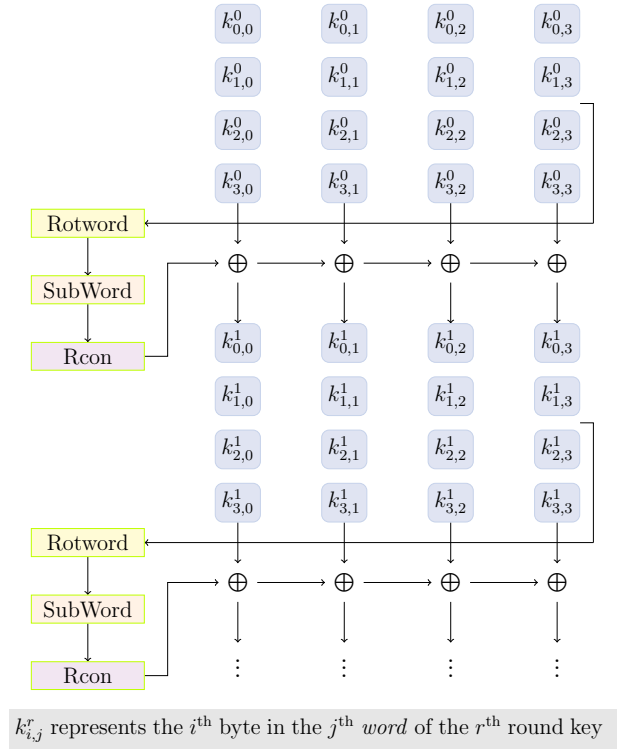 k^0_{0,0} k^0_{0,1} k^0_{0,2} k^0_{0,3}
k^0_{1,0} k^0_{1,1} k^0_{1,2} k^0_{1,3}
k^0_{2,0} k^0_{2,1} k^0_{2,2} k^0_{2,3}
k^0_{3,0} k^0_{3,1} k^0_{3,2} k^0_{3,3}
Rotword
⊕ ⊕ ⊕ ⊕
SubWord
k^1_{0,0} k^1_{0,1} k^1_{0,2} k^1_{0,3}
Rcon
k^1_{1,0} k^1_{1,1} k^1_{1,2} k^1_{1,3}
k^1_{2,0} k^1_{2,1} k^1_{2,2} k^1_{2,3}
k^1_{3,0} k^1_{3,1} k^1_{3,2} k^1_{3,3}
Rotword
⊕ ⊕ ⊕ ⊕
SubWord
Rcon
⋮ ⋮ ⋮ ⋮
k^r_{i,j} represents the i^th byte in the j^th word of the r^th round key